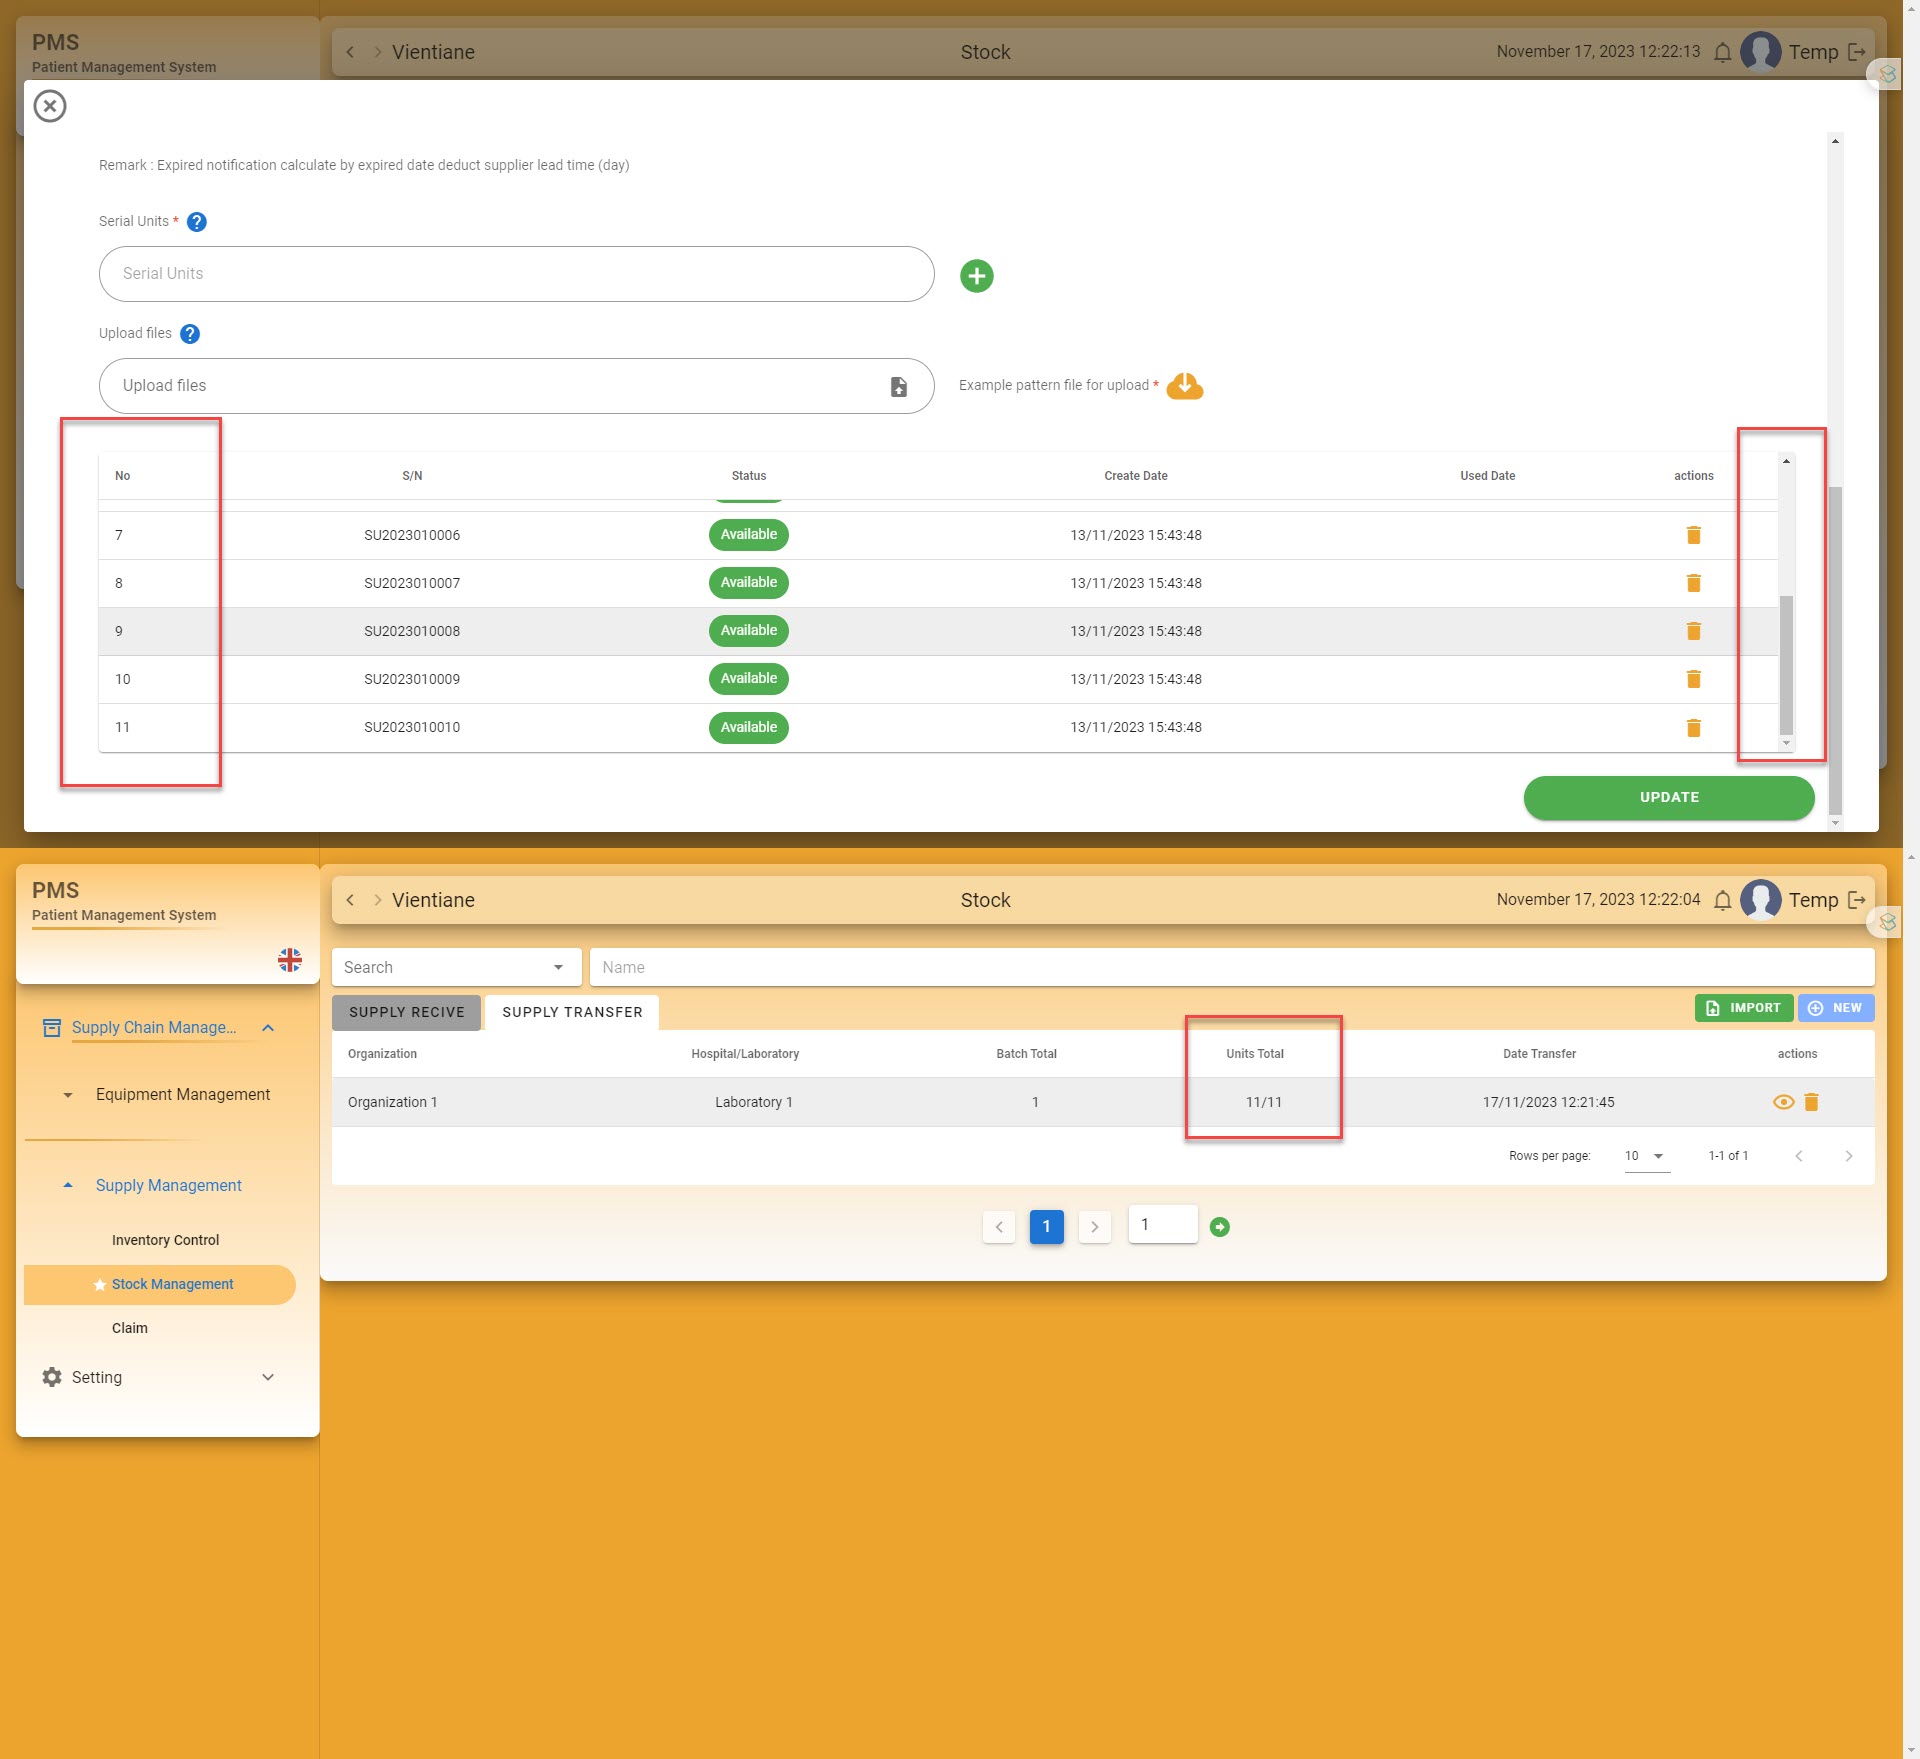 PMS
Patient Management System
Vientiane
Stock
November 17, 2023 12:22:13
Temp
Remark : Expired notification calculate by expired date deduct supplier lead time (day)
Serial Units *
Serial Units
Upload files
Upload files
Example pattern file for upload *
No S/N Status Create Date Used Date actions
7 SU2023010006 Available 13/11/2023 15:43:48
8 SU2023010007 Available 13/11/2023 15:43:48
9 SU2023010008 Available 13/11/2023 15:43:48
10 SU2023010009 Available 13/11/2023 15:43:48
11 SU2023010010 Available 13/11/2023 15:43:48
UPDATE
PMS
Patient Management System
Vientiane
Stock
November 17, 2023 12:22:04
Temp
Supply Chain Manage...
Equipment Management
Supply Management
Inventory Control
Stock Management
Claim
Setting
Search
Name
SUPPLY RECIVE
SUPPLY TRANSFER
IMPORT
NEW
Organization Hospital/Laboratory Batch Total Units Total Date Transfer actions
Organization 1 Laboratory 1 1 11/11 17/11/2023 12:21:45
Rows per page: 10 1-1 of 1
1
1